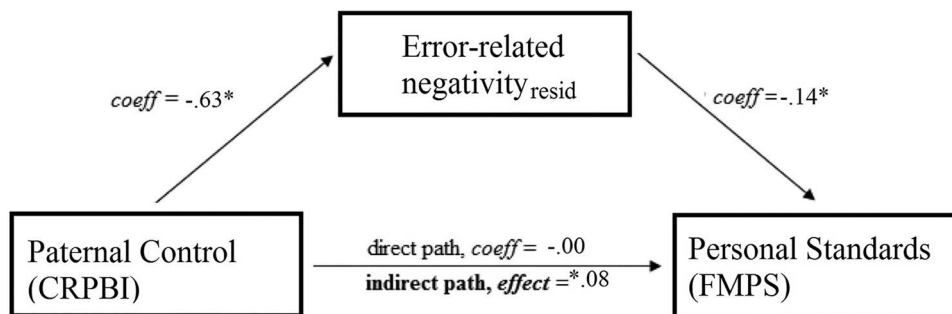 Error-related
negativity resid
coeff = -.63*
coeff =-.14*
Paternal Control
(CRPBI)
direct path, coeff = -.00
indirect path, effect =*.08
Personal Standards
(FMPS)